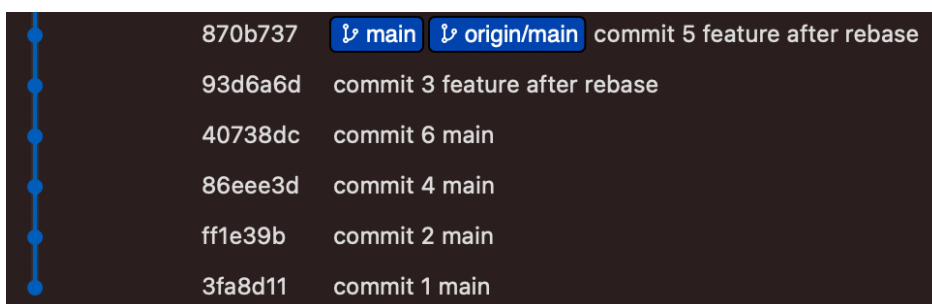 870b737 main origin/main commit 5 feature after rebase
93d6a6d commit 3 feature after rebase
40738dc commit 6 main
86eee3d commit 4 main
ff1e39b commit 2 main
3fa8d11 commit 1 main